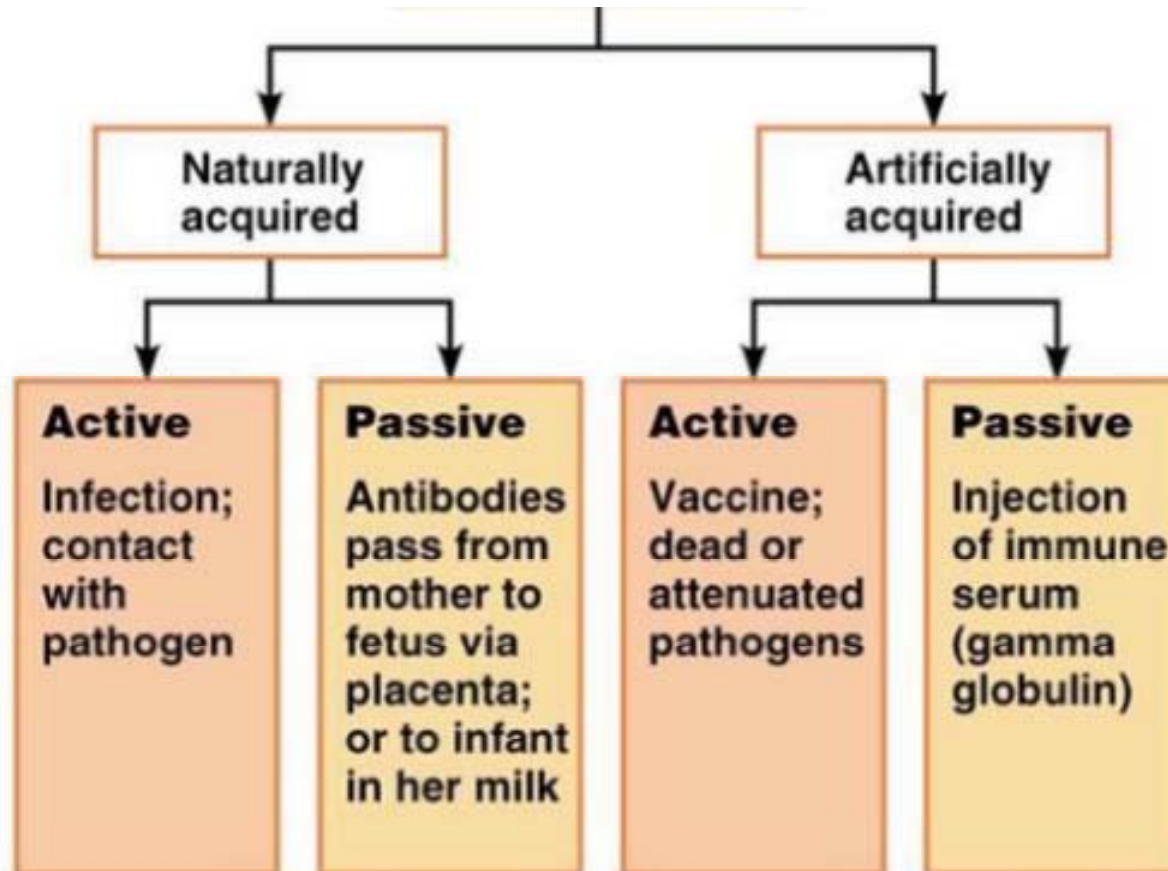 Naturally
acquired
Artificially
acquired
Active
Infection;
contact
with
pathogen
Passive
Antibodies
pass from
mother to
fetus via
placenta;
or to infant
in her milk
Active
Vaccine;
dead or
attenuated
pathogens
Passive
Injection
of immune
serum
(gamma
globulin)